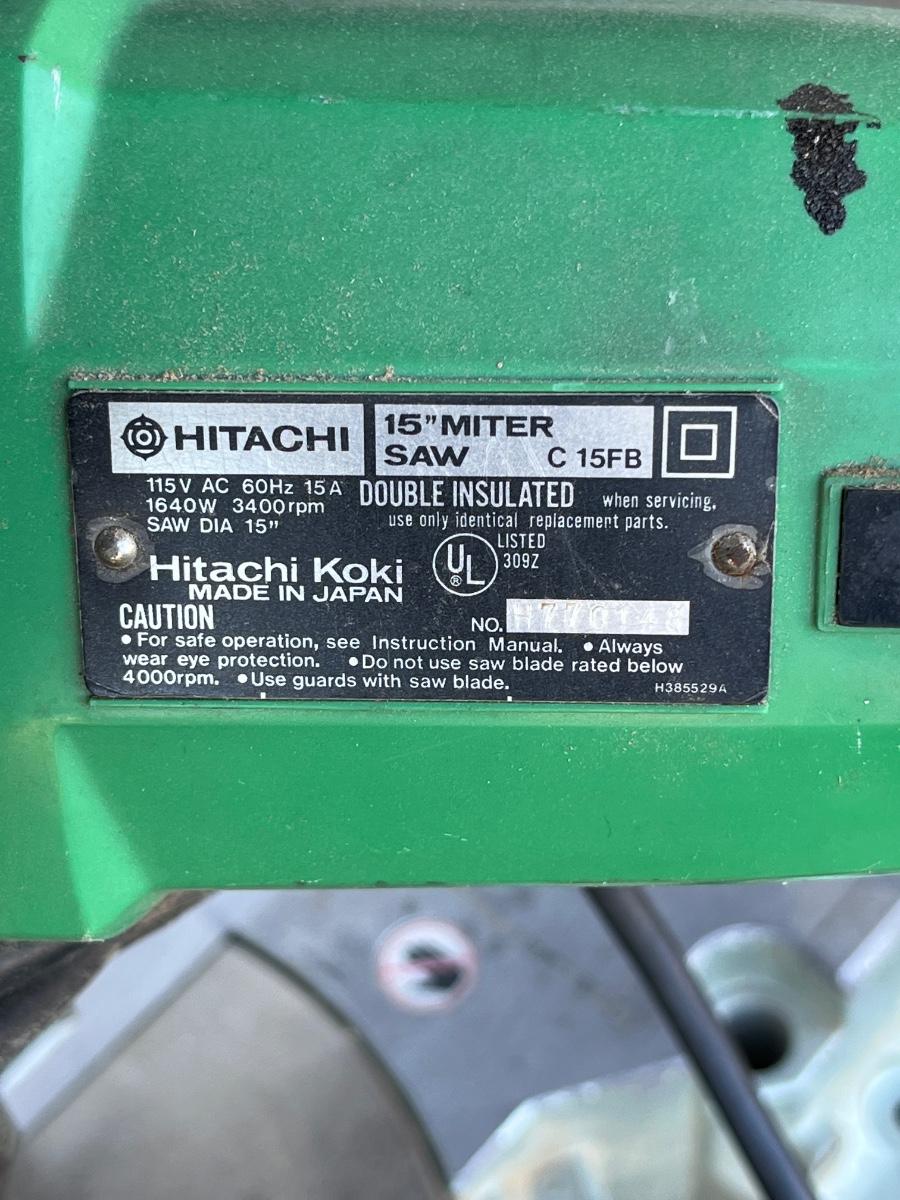 HITACHI
15” MITER
SAW C 15FB
115V AC 60Hz 15A
1640W 3400rpm
SAW DIA 15”
DOUBLE INSULATED when servicing,
use only identical replacement parts.
UL ®
LISTED
309Z
Hitachi Koki
MADE IN JAPAN
CAUTION
NO.
• For safe operation, see Instruction Manual. • Always
wear eye protection. • Do not use saw blade rated below
4000rpm. • Use guards with saw blade.
H385529A